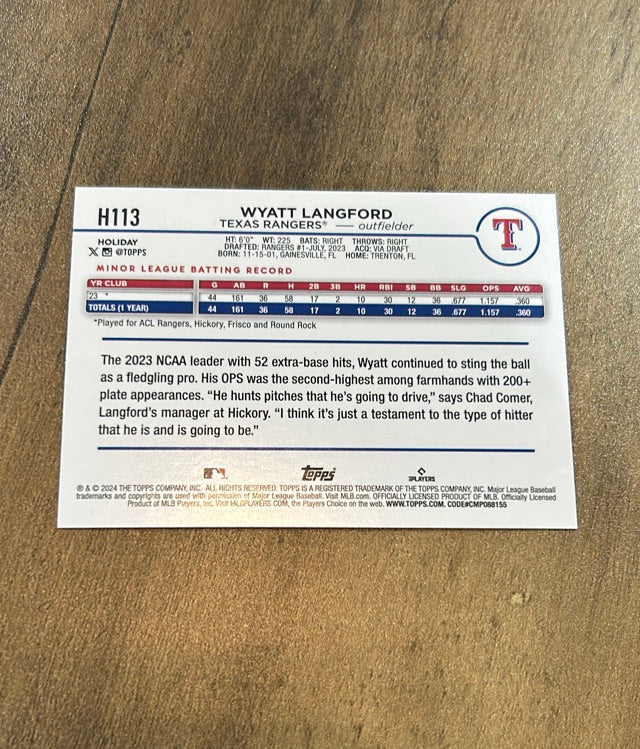 H113
WYATT LANGFORD
TEXAS RANGERS® — outfielder
T
HOLIDAY
@TOPPS
HT: 6'0" WT: 225 BATS: RIGHT THROWS: RIGHT
DRAFTED: RANGERS #1-JULY, 2023 ACQ: VIA DRAFT
BORN: 11-15-01, GAINESVILLE, FL HOME: TRENTON, FL
MINOR LEAGUE BATTING RECORD
YR CLUB G AB R H 2B 3B HR RBI SB BB SLG OPS AVG
23 * 44 161 36 58 17 2 10 30 12 36 .677 1.157 .360
TOTALS (1 YEAR) 44 161 36 58 17 2 10 30 12 36 .677 1.157 .360
*Played for ACL Rangers, Hickory, Frisco and Round Rock
The 2023 NCAA leader with 52 extra-base hits, Wyatt continued to sting the ball
as a fledgling pro. His OPS was the second-highest among farmhands with 200+
plate appearances. “He hunts pitches that he's going to drive,” says Chad Comer,
Langford's manager at Hickory. “I think it's just a testament to the type of hitter
that he is and is going to be.”
Topps
PLAYERS
® & © 2024 THE TOPPS COMPANY, INC. ALL RIGHTS RESERVED. TOPPS IS A REGISTERED TRADEMARK OF THE TOPPS COMPANY, INC. Major League Baseball
trademarks and copyrights are used with permission of Major League Baseball. Visit MLB.com. OFFICIALLY LICENSED PRODUCT OF MLB. Officially Licensed
Product of MLB Players, Inc. Visit MLBPLAYERS.COM, the Players Choice on the web. WWW.TOPPS.COM. CODE#CMP088155